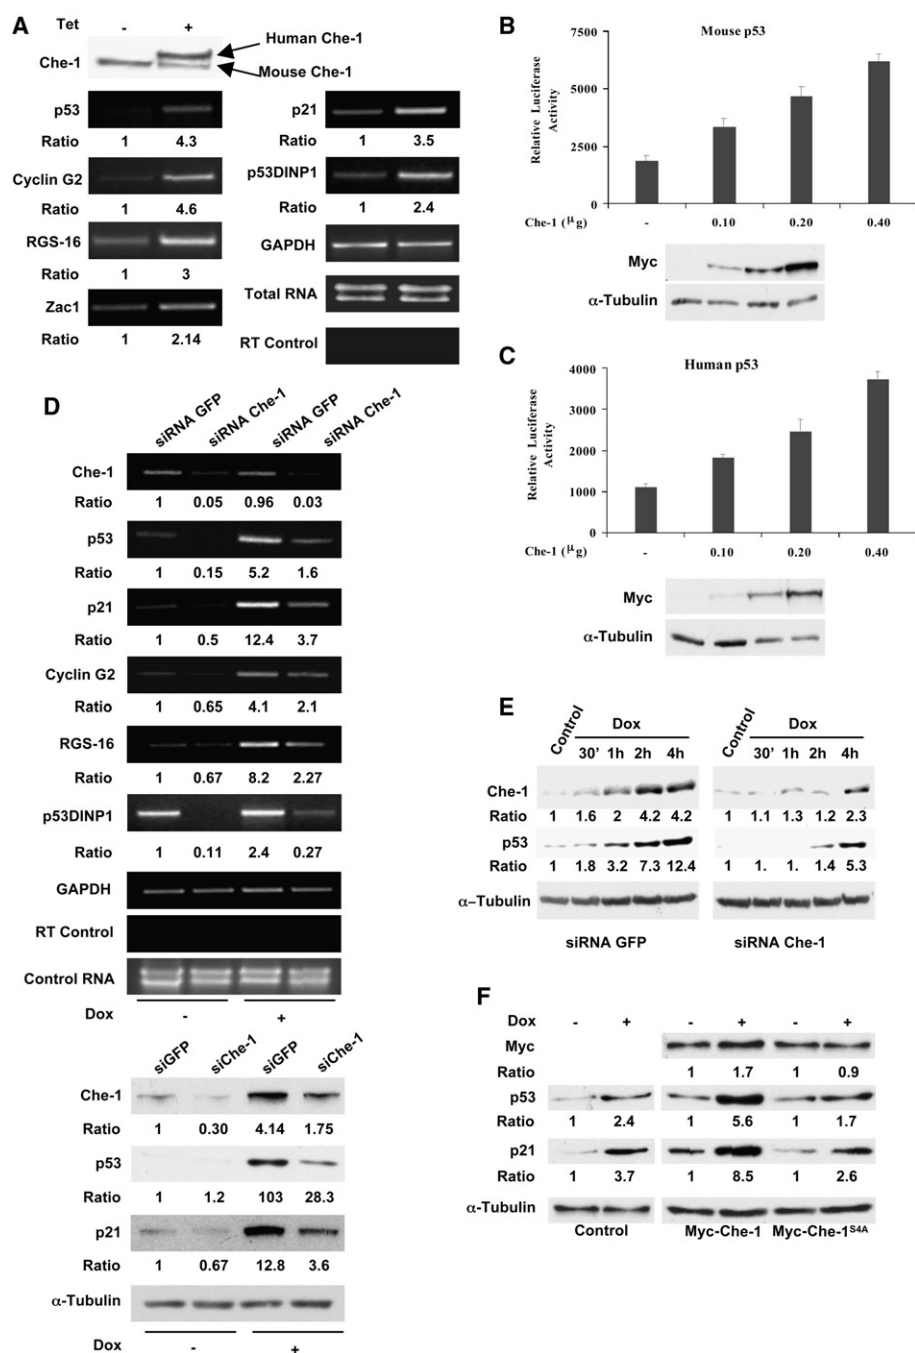 A
Tet - +
Che-1
Human Che-1
Mouse Che-1
p53
Ratio 1 4.3
Cyclin G2
Ratio 1 4.6
RGS-16
Ratio 1 3
Zac1
Ratio 1 2.14
p21
Ratio 1 3.5
p53DINP1
Ratio 1 2.4
GAPDH
Total RNA
RT Control
B
Mouse p53
Relative Luciferase
Activity
7500
5000
2500
0
Che-1 (µg) - 0.10 0.20 0.40
Myc
α-Tubulin
C
Human p53
Relative Luciferase
Activity
4000
3000
2000
1000
0
Che-1 (µg) - 0.10 0.20 0.40
Myc
α-Tubulin
D
siRNA GFP siRNA Che-1 siRNA GFP siRNA Che-1
Che-1
Ratio 1 0.05 0.96 0.03
p53
Ratio 1 0.15 5.2 1.6
p21
Ratio 1 0.5 12.4 3.7
Cyclin G2
Ratio 1 0.65 4.1 2.1
RGS-16
Ratio 1 0.67 8.2 2.27
p53DINP1
Ratio 1 0.11 2.4 0.27
GAPDH
RT Control
Control RNA
Dox - +
siGFP siChe-1 siGFP siChe-1
Che-1
Ratio 1 0.30 4.14 1.75
p53
Ratio 1 1.2 103 28.3
p21
Ratio 1 0.67 12.8 3.6
α-Tubulin
Dox - +
E
Control Dox Control Dox
30' 1h 2h 4h 30' 1h 2h 4h
Che-1
Ratio 1 1.6 2 4.2 4.2 1 1.1 1.3 1.2 2.3
p53
Ratio 1 1.8 3.2 7.3 12.4 1 1. 1. 1.4 5.3
α-Tubulin
siRNA GFP siRNA Che-1
F
Dox - + - + - +
Myc
Ratio 1 1.7 1 0.9
p53
Ratio 1 2.4 1 5.6 1 1.7
p21
Ratio 1 3.7 1 8.5 1 2.6
α-Tubulin
Control Myc-Che-1 Myc-Che-1S4A